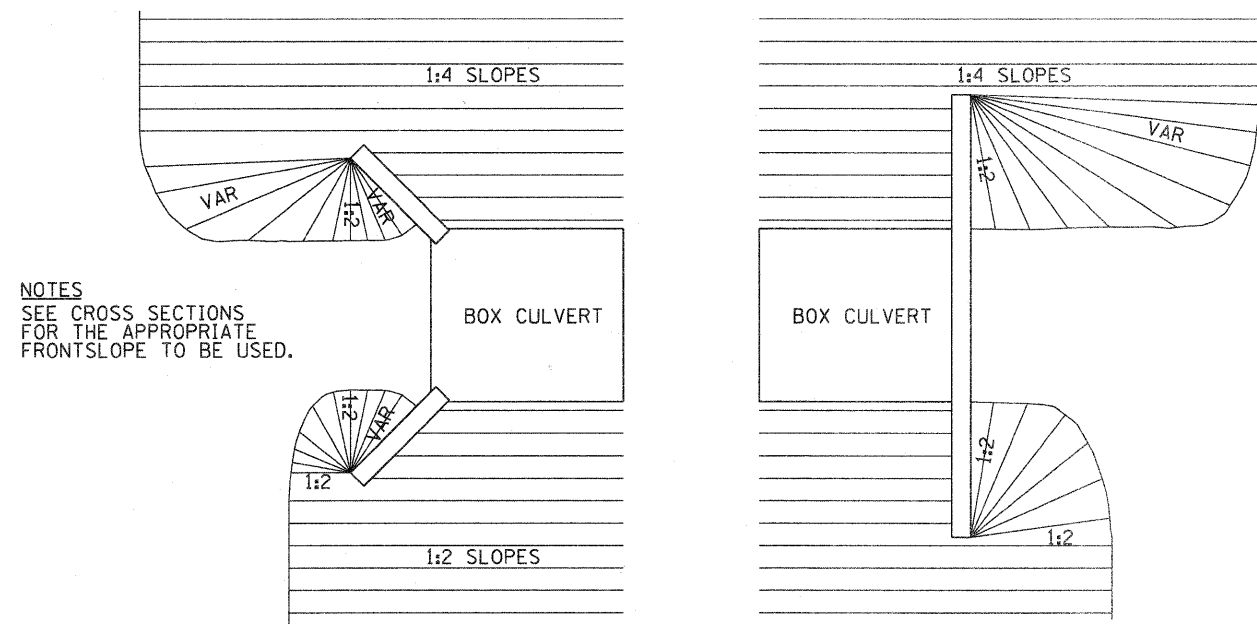 1:4 SLOPES
1:4 SLOPES
VAR
1:2
VAR
1:2
VAR
NOTES
SEE CROSS SECTIONS
FOR THE APPROPRIATE
FRONTSLOPE TO BE USED.
BOX CULVERT
BOX CULVERT
1:2
VAR
1:2
1:2
1:2
1:2 SLOPES